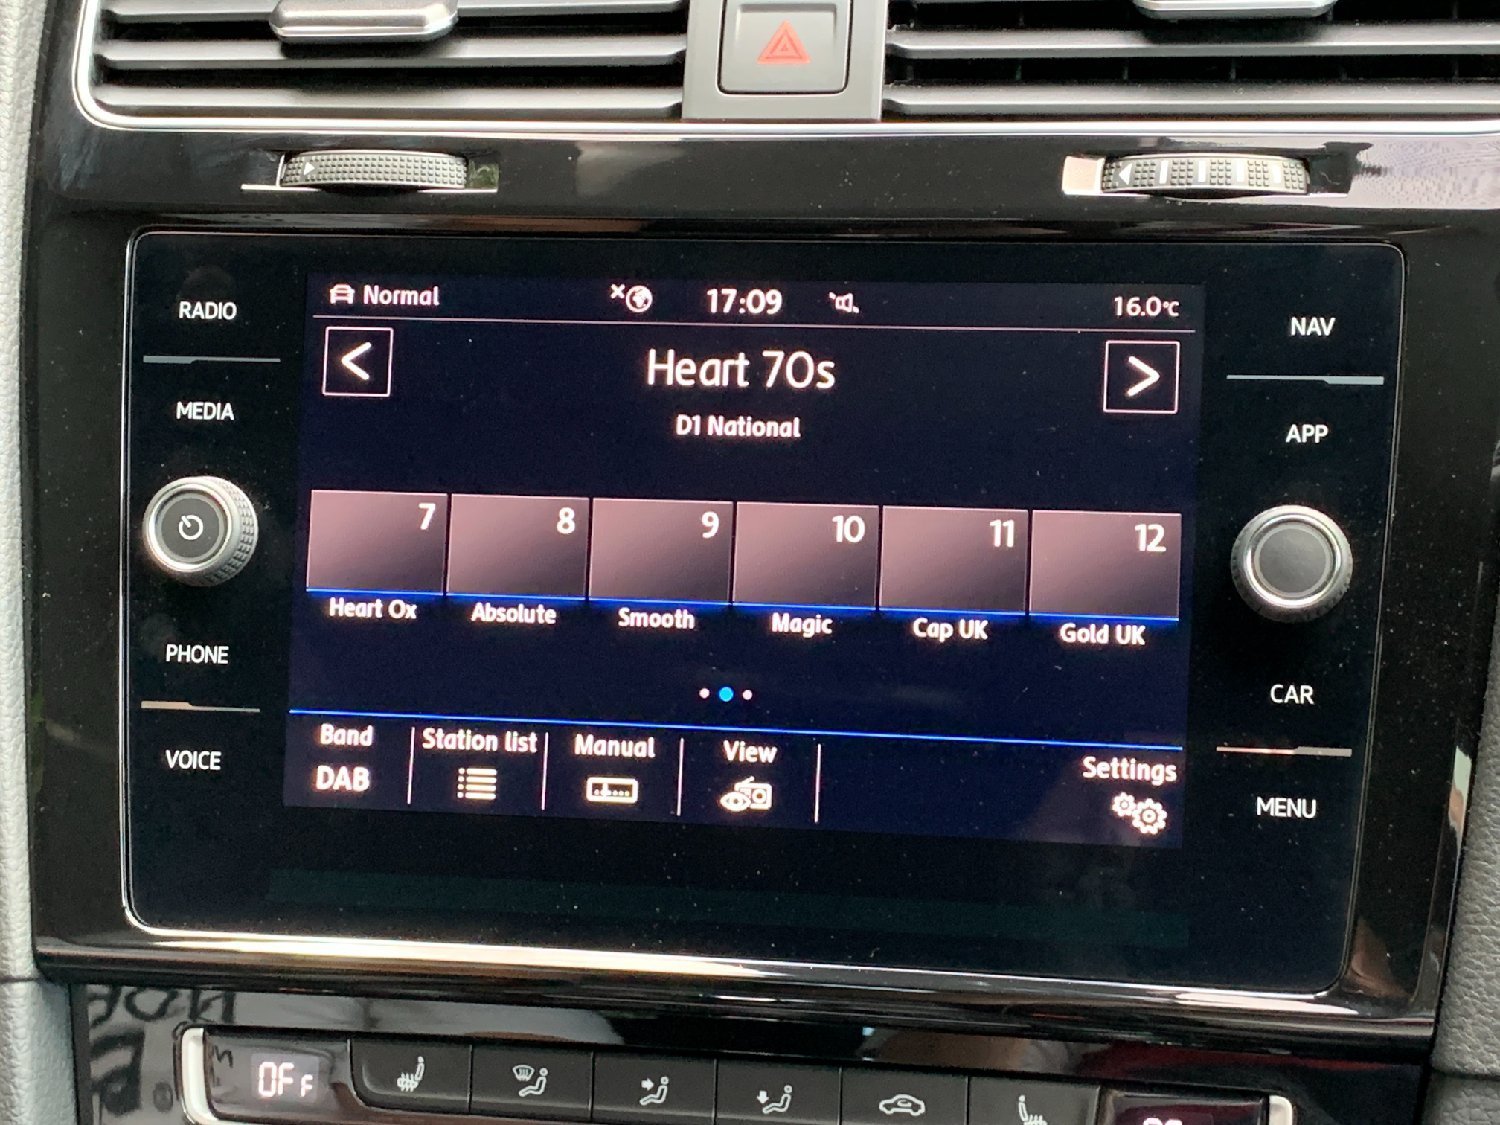 RADIO
MEDIA
PHONE
VOICE
Normal
17:09
16.0°C
<
Heart 70s
>
D1 National
7
8
9
10
11
12
Heart Ox
Absolute
Smooth
Magic
Cap UK
Gold UK
Band
Station list
Manual
View
Settings
DAB
NAV
APP
CAR
MENU
OFF